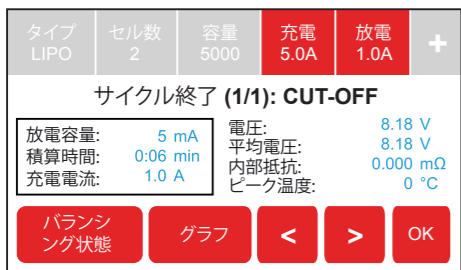 タイプ
LIPO
セル数
2
容量
5000
充電
5.0A
放電
1.0A
+
サイクル終了 (1/1): CUT-OFF
放電容量: 5 mA
積算時間: 0:06 min
充電電流: 1.0 A
電圧: 8.18 V
平均電圧: 8.18 V
内部抵抗: 0.000 mΩ
ピーク温度: 0 °C
バランシ
ング状態
グラフ
<
>
OK